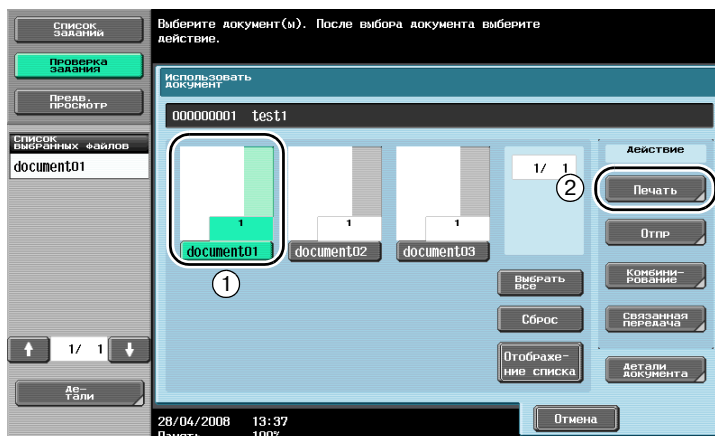 Список
заданий
Проверка
задания
Предв.
просмотр
Список
выбранных файлов
document01
1/ 1
Де-
тали
Выберите документ(ы). После выбора документа выберите
действие.
Использовать
документ
000000001 test1
1
document01
1
document02
1
document03
1
1/ 1
2
Выбрать
все
Сброс
Отображе-
ние списка
Действие
Печать
Отпр
Комбини-
рование
Связанная
передача
Детали
документа
Отмена
28/04/2008 13:37
Память 100%